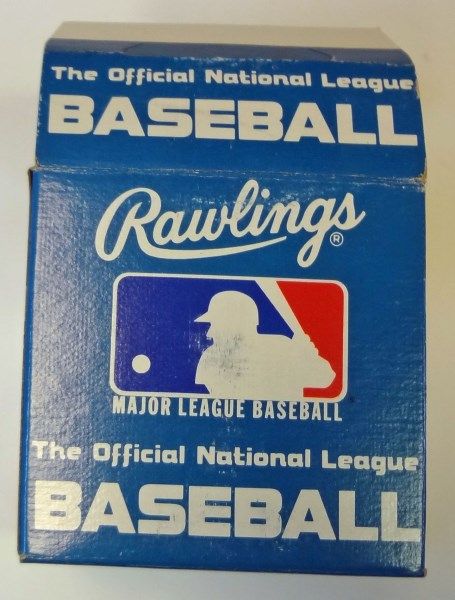 The Official National League
BASEBALL
Rawlings®
MAJOR LEAGUE BASEBALL
The Official National League
BASEBALL